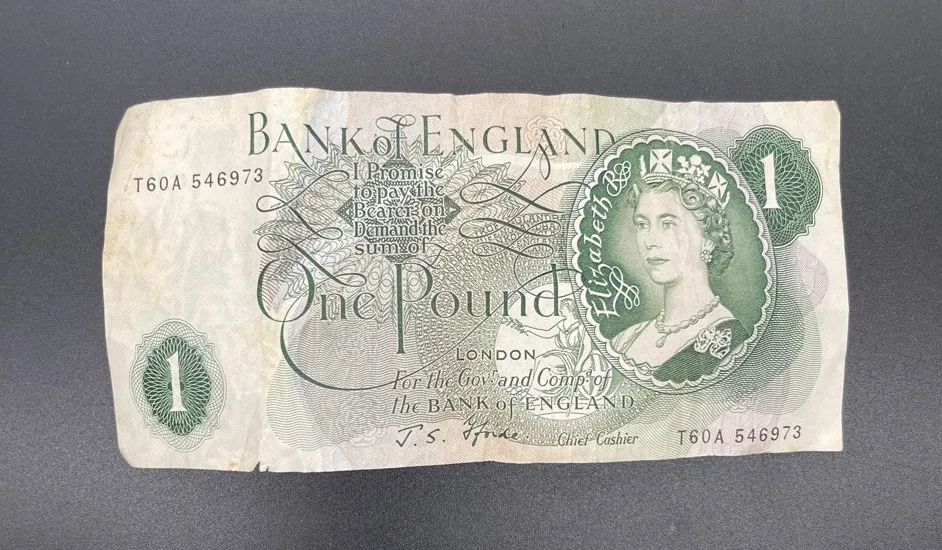 BANK of ENGLAND
T60A 546973
I Promise
to pay the
Bearer on
Demand the
sum of
One Pound
Elizabeth R
1
LONDON
For the Govr. and Compa. of
the BANK of ENGLAND
1
J. S. Fforde
Chief Cashier
T60A 546973